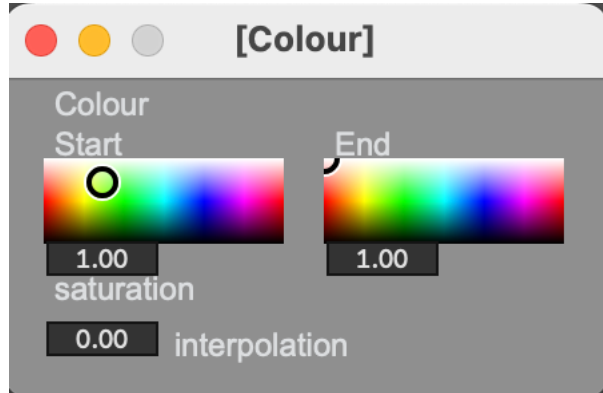 [Colour]
Colour
Start End
1.00 1.00
saturation
0.00 interpolation